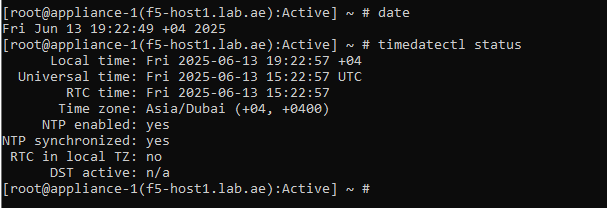 [root@appliance-1(f5-host1.lab.ae):Active] ~ # date
Fri Jun 13 19:22:49 +04 2025
[root@appliance-1(f5-host1.lab.ae):Active] ~ # timedatectl status
Local time: Fri 2025-06-13 19:22:57 +04
Universal time: Fri 2025-06-13 15:22:57 UTC
RTC time: Fri 2025-06-13 15:22:57
Time zone: Asia/Dubai (+04, +0400)
NTP enabled: yes
NTP synchronized: yes
RTC in local TZ: no
DST active: n/a
[root@appliance-1(f5-host1.lab.ae):Active] ~ #